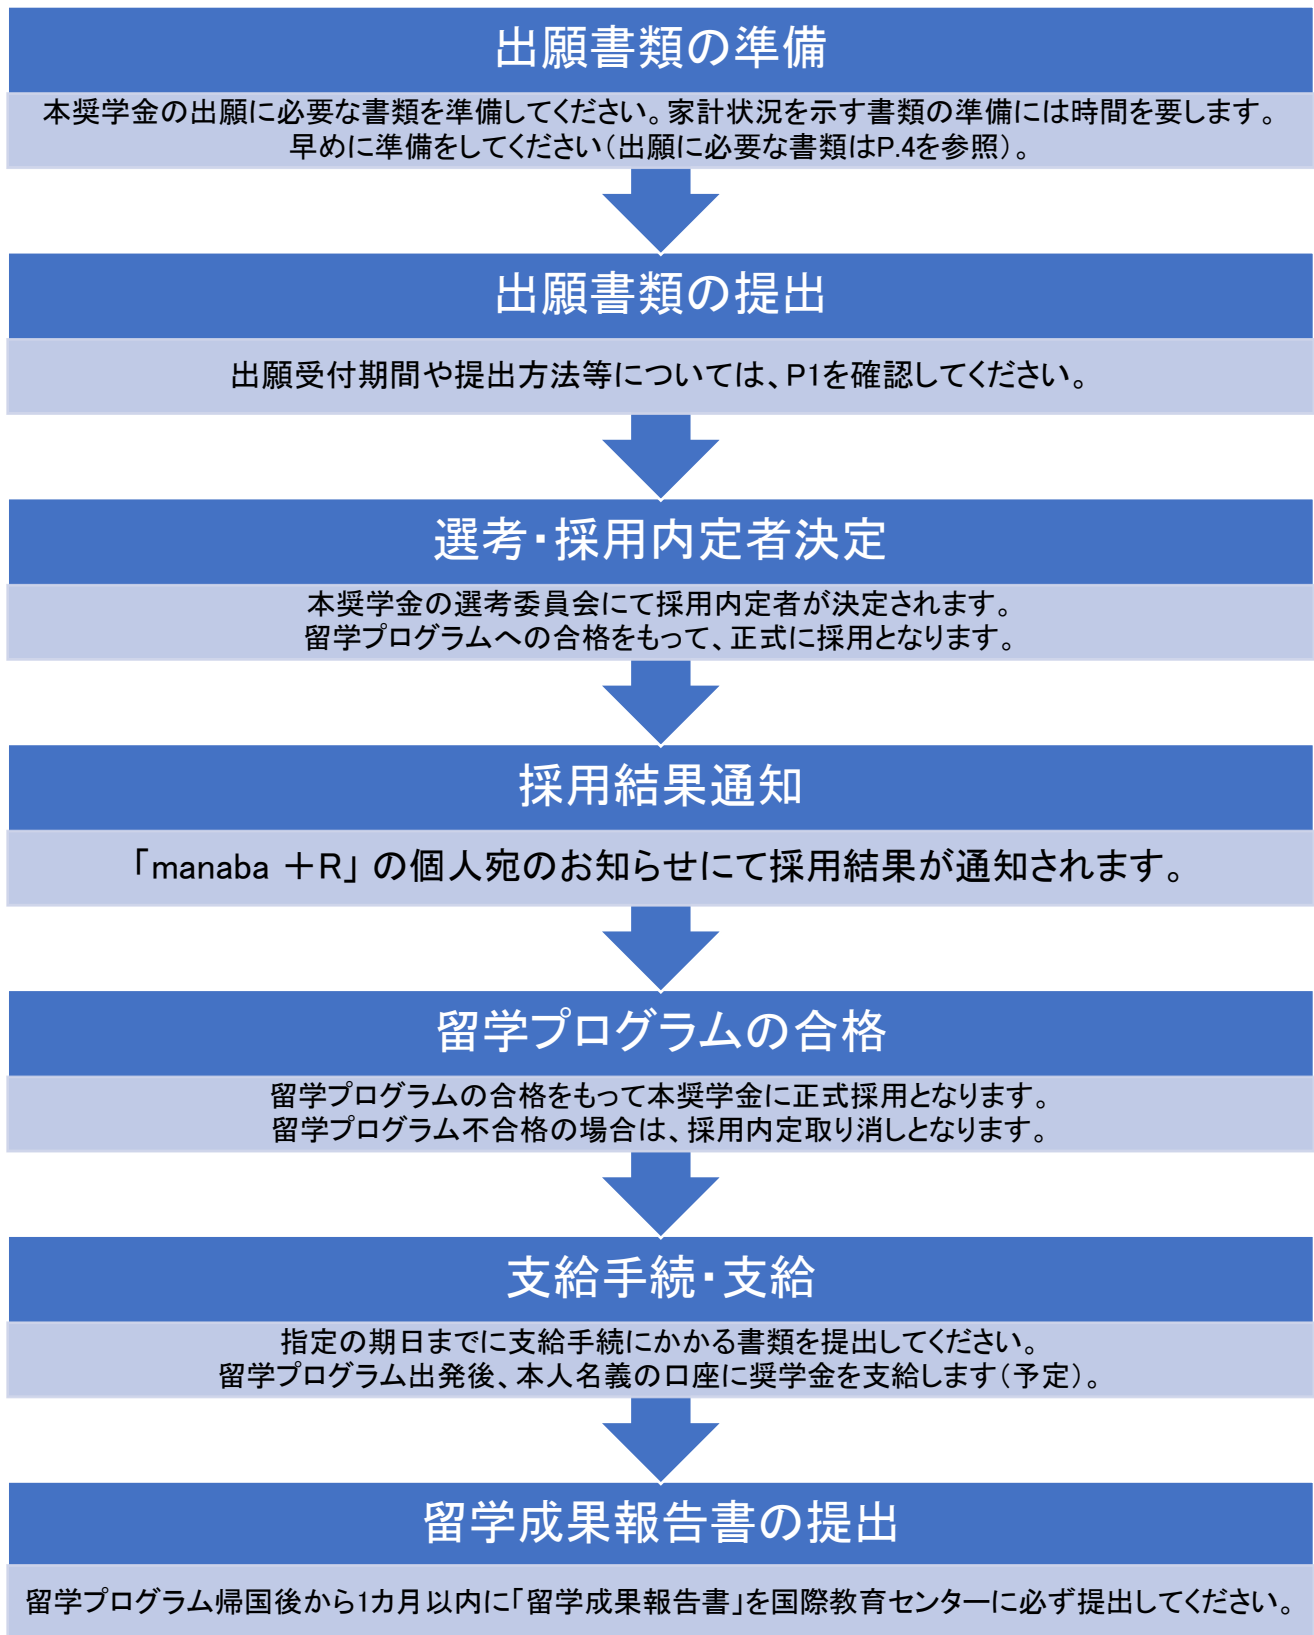 出願書類の準備
本奨学金の出願に必要な書類を準備してください。家計状況を示す書類の準備には時間を要します。
早めに準備をしてください（出願に必要な書類はP.4を参照）。
出願書類の提出
出願受付期間や提出方法等については、P1を確認してください。
選考・採用内定者決定
本奨学金の選考委員会にて採用内定者が決定されます。
留学プログラムへの合格をもって、正式に採用となります。
採用結果通知
「manaba ＋R」 の個人宛のお知らせにて採用結果が通知されます。
留学プログラムの合格
留学プログラムの合格をもって本奨学金に正式採用となります。
留学プログラム不合格の場合は、採用内定取り消しとなります。
支給手続・支給
指定の期日までに支給手続にかかる書類を提出してください。
留学プログラム出発後、本人名義の口座に奨学金を支給します（予定）。
留学成果報告書の提出
留学プログラム帰国後から1カ月以内に「留学成果報告書」を国際教育センターに必ず提出してください。